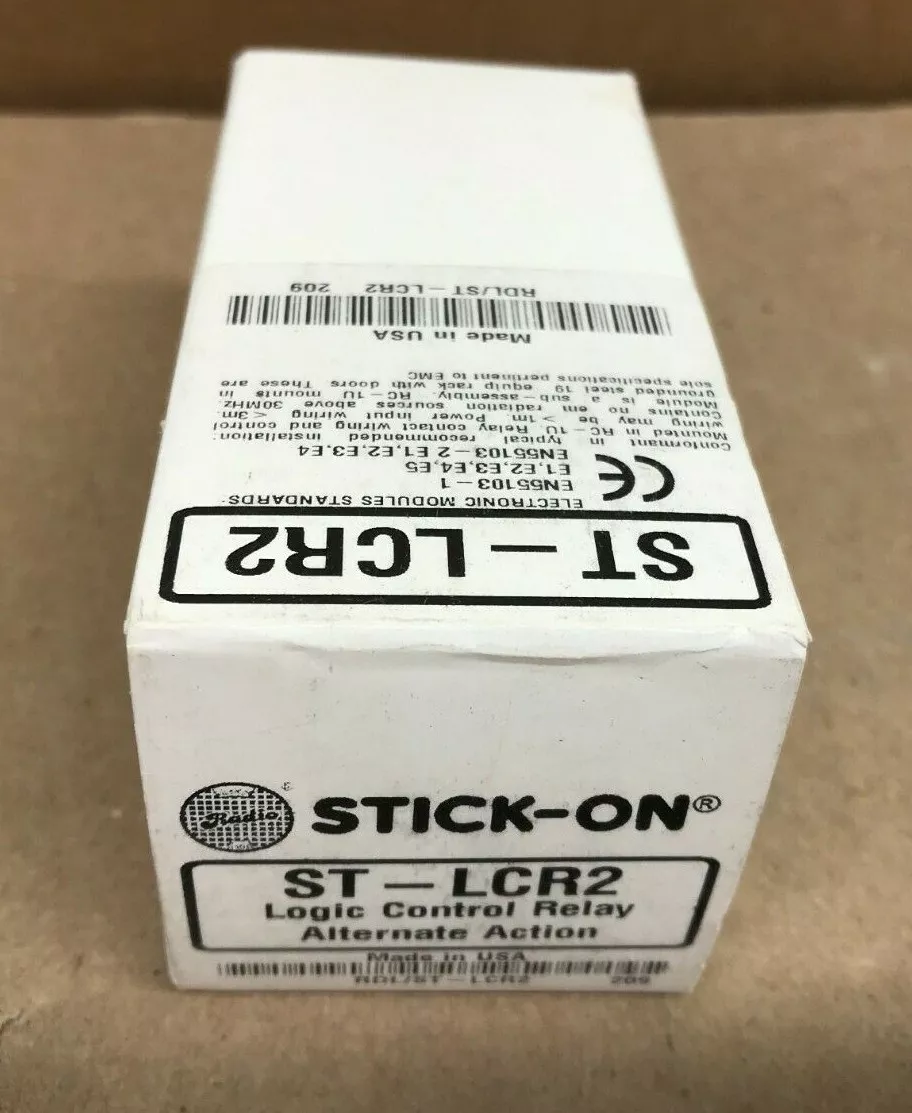 RDL/ST-LCR2 209
Made in USA
sole specifications pertinent to EMC
grounded steel 19 equip rack with doors These are
Module is a sub-assembly. RC-1U mounts in
Contains no em radiation sources above 30MHz
wiring may be >1m. Power input wiring <3m.
Mounted in RC-1U Relay contact wiring and control
Conformant in typical recommended installation:
EN55103-2 E1,E2,E3,E4
E1,E2,E3,E4,E5
EN55103-1
ELECTRONIC MODULES STANDARDS:
CE
ST-LCR2
Radio
STICK-ON®
ST-LCR2
Logic Control Relay
Alternate Action
Made in USA
RDL/ST-LCR2 209